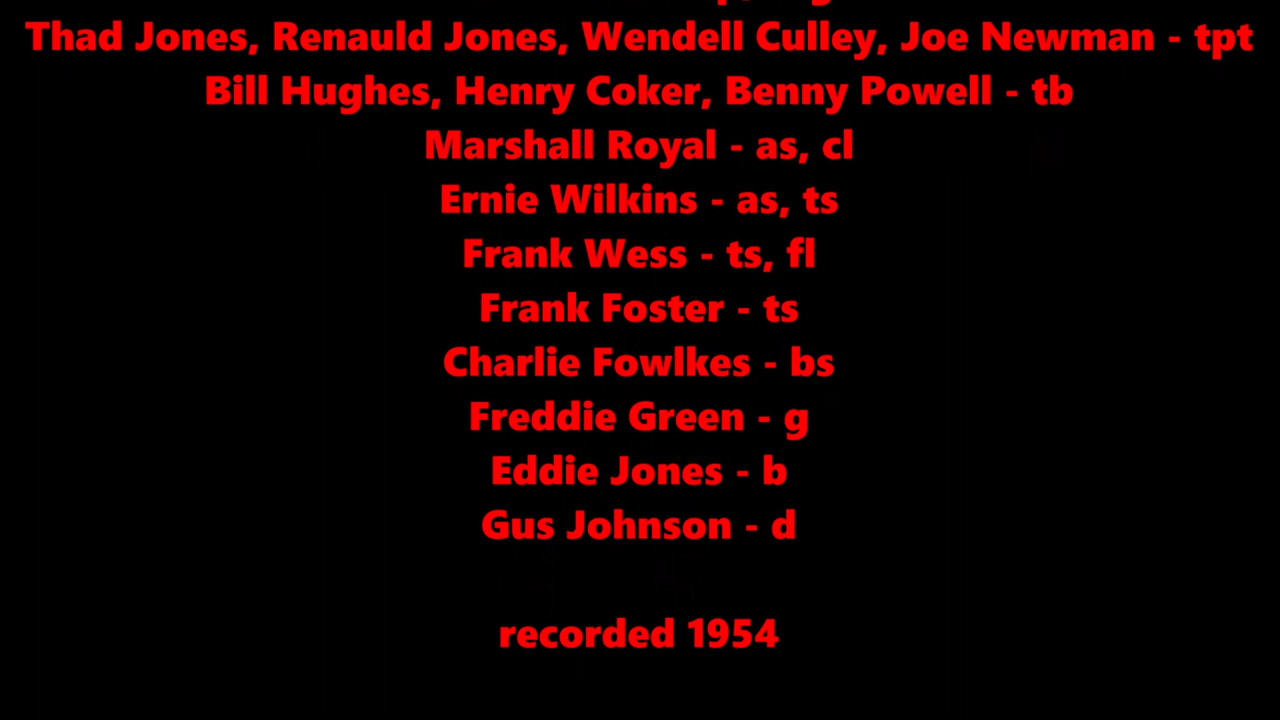 Thad Jones, Renauld Jones, Wendell Culley, Joe Newman - tpt
Bill Hughes, Henry Coker, Benny Powell - tb
Marshall Royal - as, cl
Ernie Wilkins - as, ts
Frank Wess - ts, fl
Frank Foster - ts
Charlie Fowlkes - bs
Freddie Green - g
Eddie Jones - b
Gus Johnson - d
recorded 1954